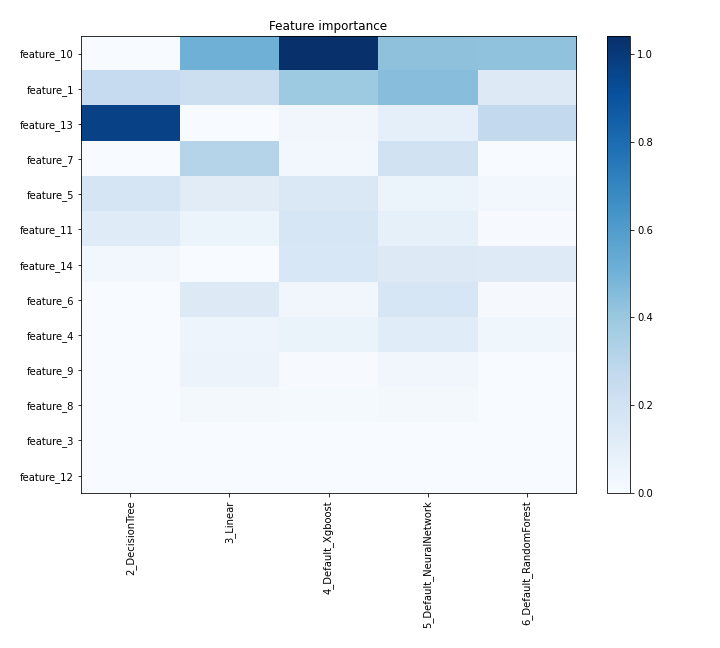 Feature importance
feature_10
feature_1
feature_13
feature_7
feature_5
feature_11
feature_14
feature_6
feature_4
feature_9
feature_8
feature_3
feature_12
2_DecisionTree
3_Linear
4_Default_Xgboost
5_Default_NeuralNetwork
6_Default_RandomForest
1.0
0.8
0.6
0.4
0.2
0.0